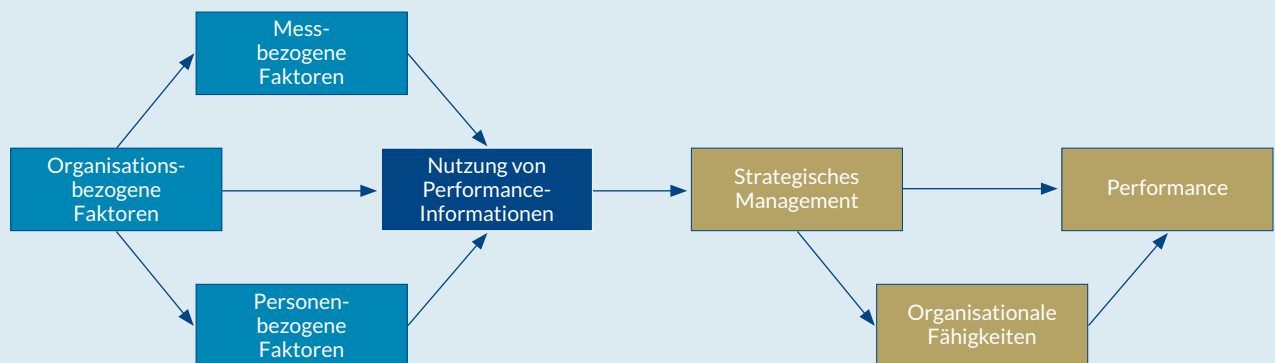 Mess-
bezogene
Faktoren
Organisations-
bezogene
Faktoren
Nutzung von
Performance-
Informationen
Strategisches
Management
Performance
Personen-
bezogene
Faktoren
Organisationale
Fähigkeiten